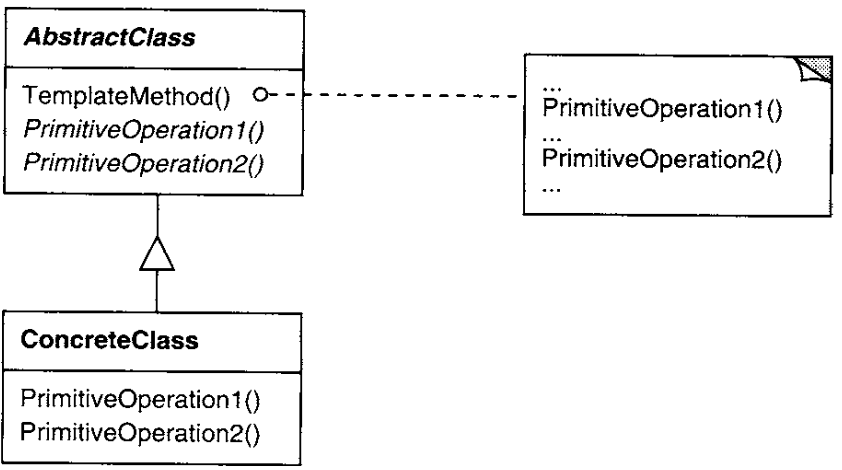 AbstractClass
TemplateMethod()
PrimitiveOperation1()
PrimitiveOperation2()
...
PrimitiveOperation1()
...
PrimitiveOperation2()
...
ConcreteClass
PrimitiveOperation1()
PrimitiveOperation2()